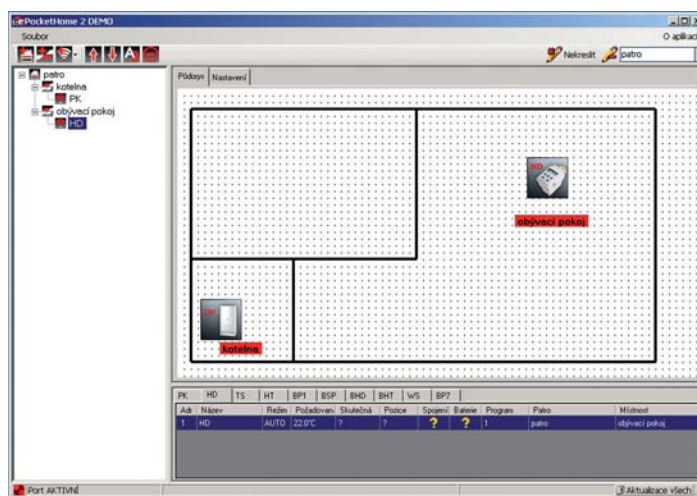 PocketHome 2 DEMO
Soubor
O aplikaci
Nekreslit
patro
patro
kotelna
PK
obývací pokoj
HD
Půdorys Nastavení
HD
obývací pokoj
PK
kotelna
PK HD TS HT BP1 BSP BHD BHT WS BP7
Adr Název Režim Požadovan Skutečná Pozice Spojení Baterie Program Patro Místnost
1 HD AUTO 22.0°C ? ? ? ? 1 patro obývací pokoj
Port AKTIVNÍ
Aktualizace všech